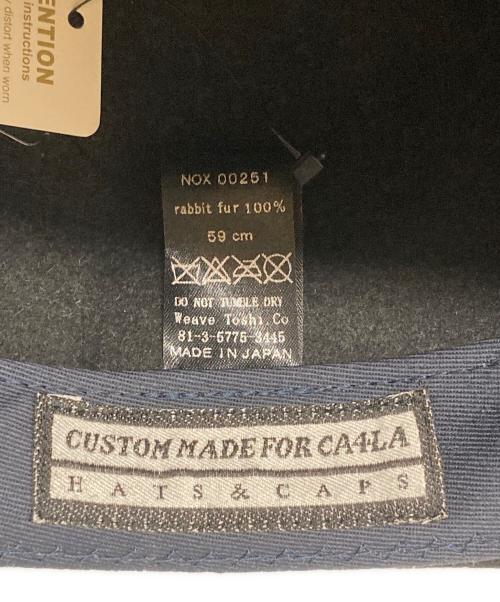 ENTION
instructions
distort when worn
NOX 00251
rabbit fur 100%
59 cm
DO NOT TUMBLE DRY
Weave Toshi.Co
81-3-5775-3445
MADE IN JAPAN
CUSTOM MADE FOR CA4LA
HATS & CAPS